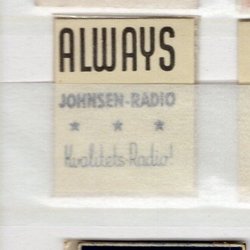 ALWAYS
JOHNSEN-RADIO
★ ★ ★
Kvalitets-Radio!